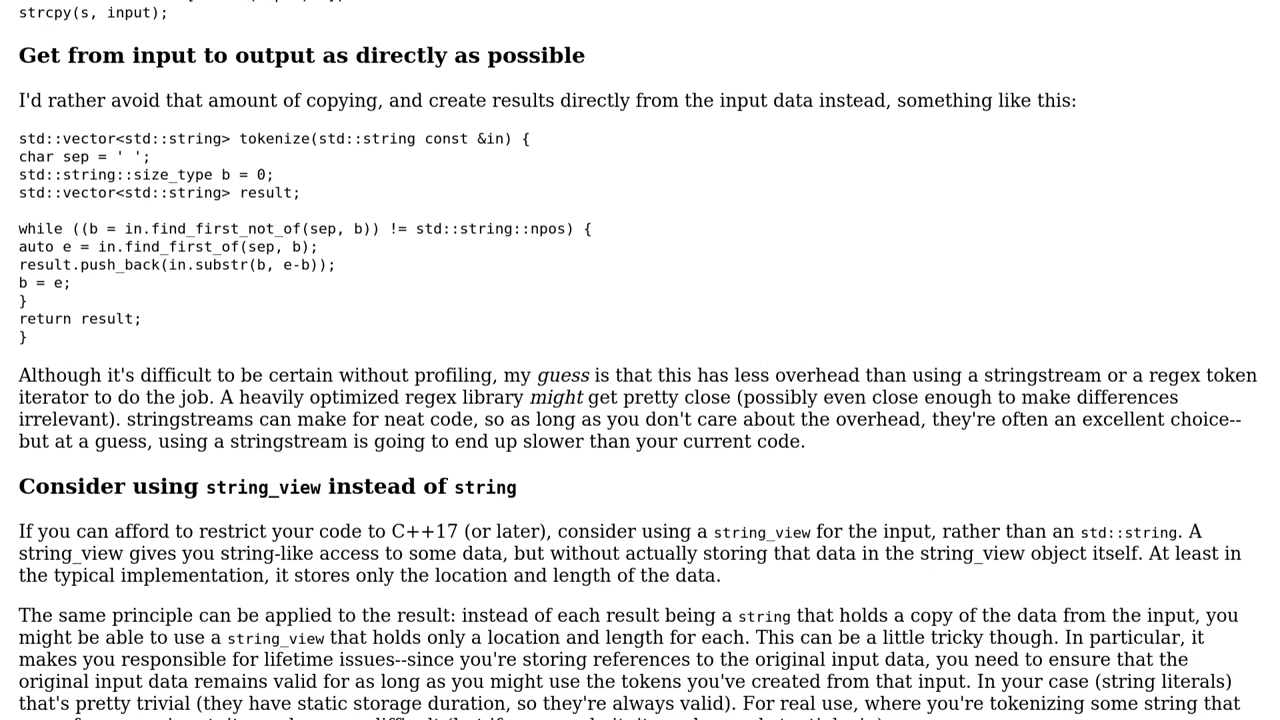 strcpy(s, input);
Get from input to output as directly as possible
I'd rather avoid that amount of copying, and create results directly from the input data instead, something like this:
std::vector<std::string> tokenize(std::string const &in) {
char sep = ' ';
std::string::size_type b = 0;
std::vector<std::string> result;
while ((b = in.find_first_not_of(sep, b)) != std::string::npos) {
auto e = in.find_first_of(sep, b);
result.push_back(in.substr(b, e-b));
b = e;
}
return result;
}
Although it's difficult to be certain without profiling, my guess is that this has less overhead than using a stringstream or a regex token
iterator to do the job. A heavily optimized regex library might get pretty close (possibly even close enough to make differences
irrelevant). stringstreams can make for neat code, so as long as you don't care about the overhead, they're often an excellent choice--
but at a guess, using a stringstream is going to end up slower than your current code.
Consider using string_view instead of string
If you can afford to restrict your code to C++17 (or later), consider using a string_view for the input, rather than an std::string. A
string_view gives you string-like access to some data, but without actually storing that data in the string_view object itself. At least in
the typical implementation, it stores only the location and length of the data.
The same principle can be applied to the result: instead of each result being a string that holds a copy of the data from the input, you
might be able to use a string_view that holds only a location and length for each. This can be a little tricky though. In particular, it
makes you responsible for lifetime issues--since you're storing references to the original input data, you need to ensure that the
original input data remains valid for as long as you might use the tokens you've created from that input. In your case (string literals)
that's pretty trivial (they have static storage duration, so they're always valid). For real use, where you're tokenizing some string that